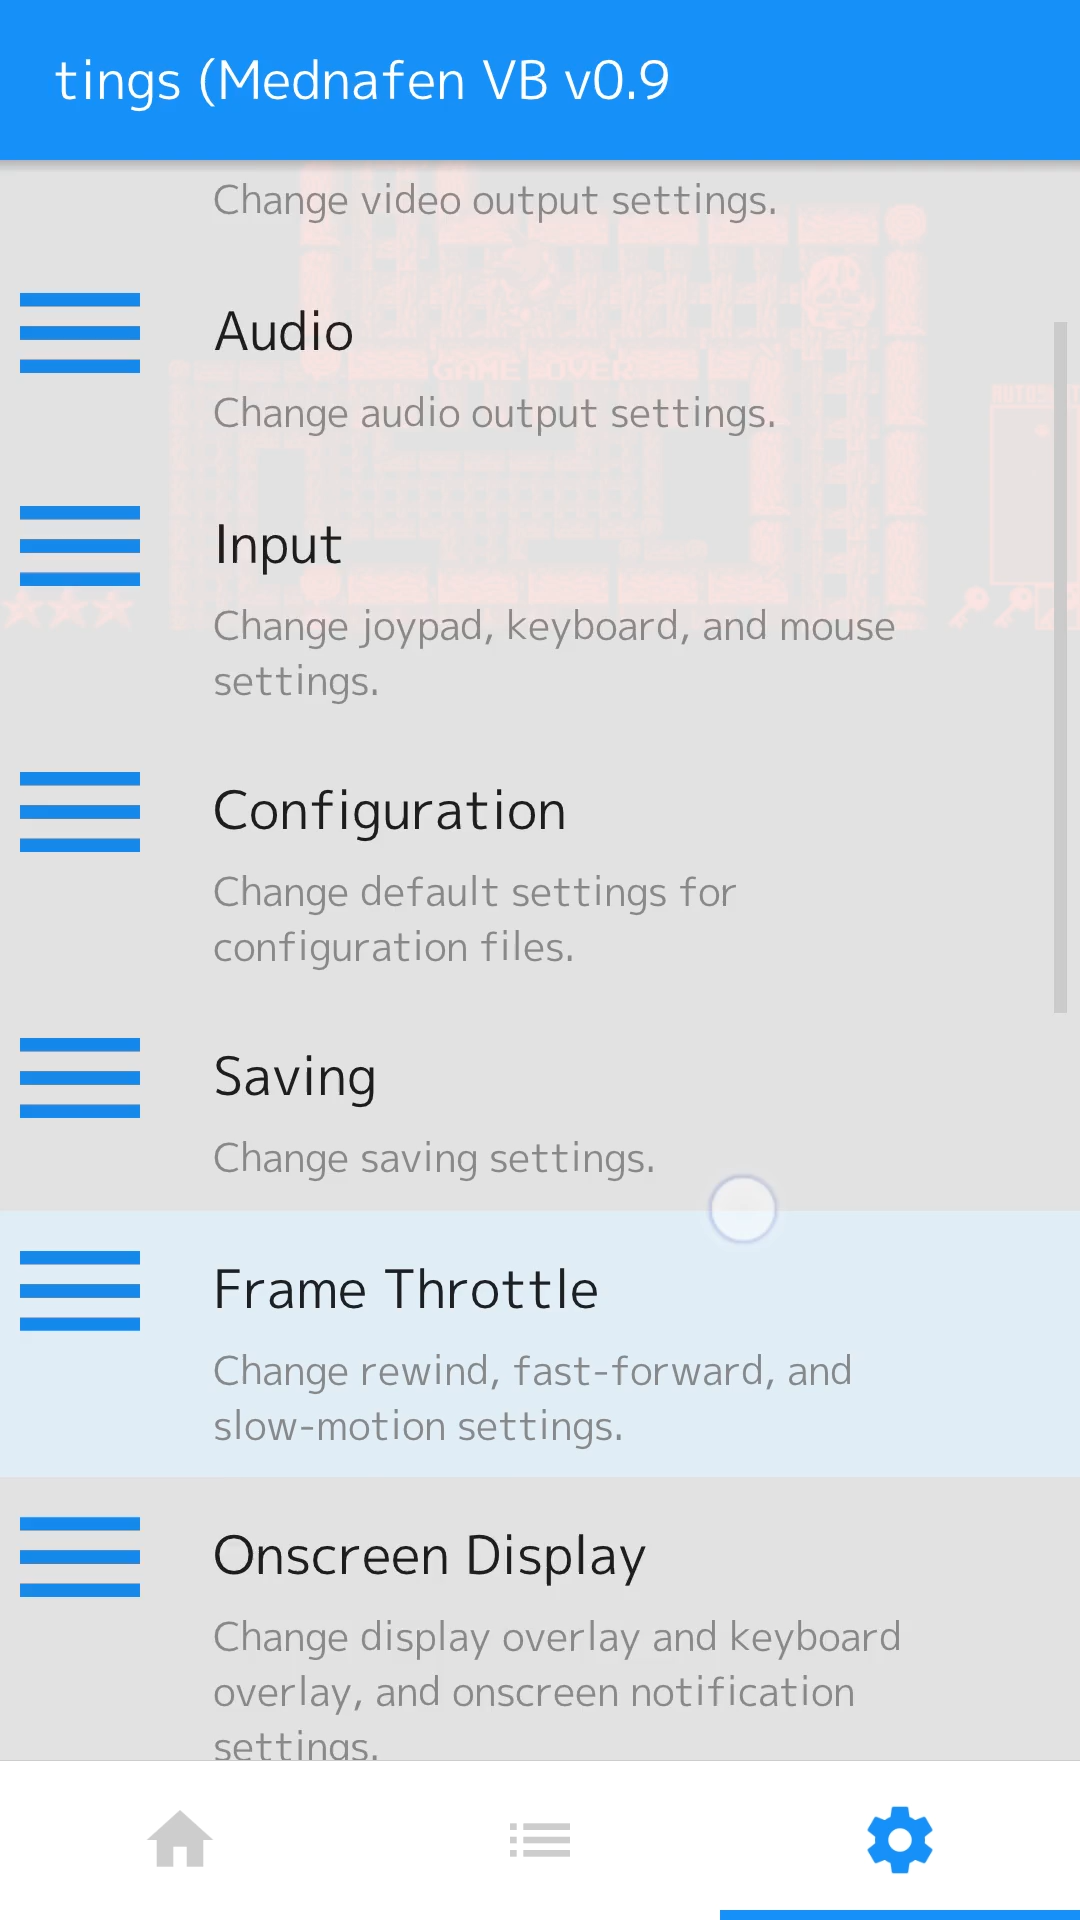 tings (Mednafen VB v0.9
Change video output settings.
Audio
GAME OVER
Change audio output settings.
Input
Change joypad, keyboard, and mouse
settings.
Configuration
Change default settings for
configuration files.
Saving
Change saving settings.
Frame Throttle
Change rewind, fast-forward, and
slow-motion settings.
Onscreen Display
Change display overlay and keyboard
overlay, and onscreen notification
settings.